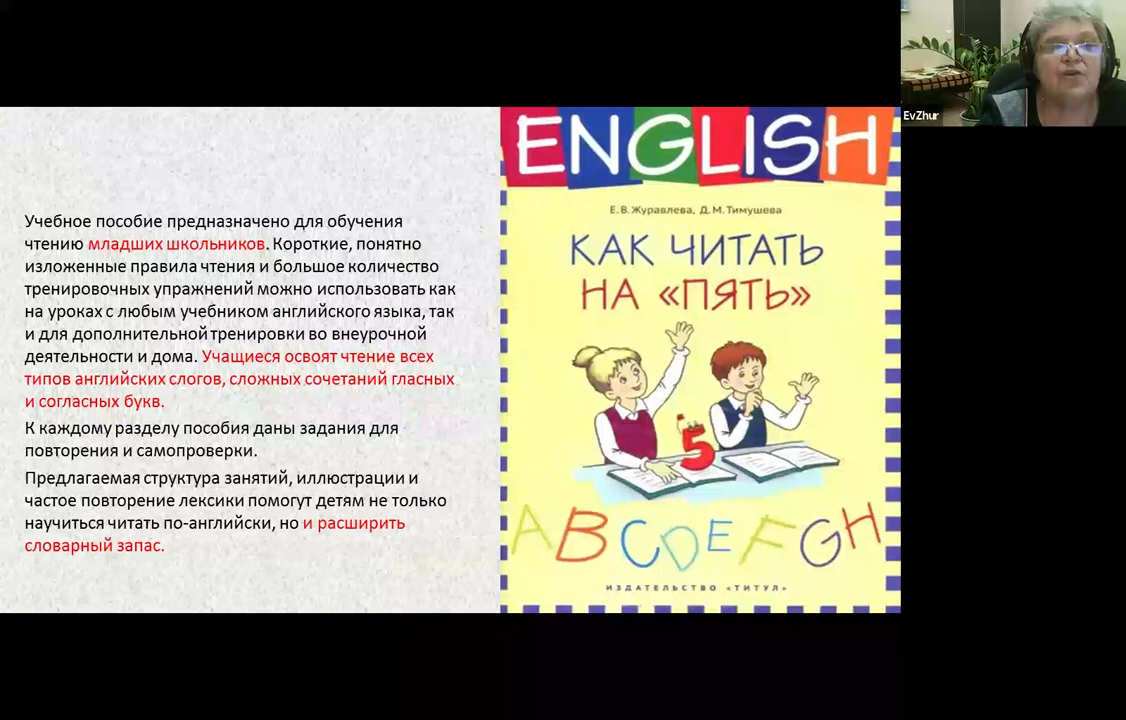 EvZhur
Учебное пособие предназначено для обучения
чтению младших школьников. Короткие, понятно
изложенные правила чтения и большое количество
тренировочных упражнений можно использовать как
на уроках с любым учебником английского языка, так
и для дополнительной тренировки во внеурочной
деятельности и дома. Учащиеся освоят чтение всех
типов английских слогов, сложных сочетаний гласных
и согласных букв.
К каждому разделу пособия даны задания для
повторения и самопроверки.
Предлагаемая структура занятий, иллюстрации и
частое повторение лексики помогут детям не только
научиться читать по-английски, но и расширить
словарный запас.
ENGLISH
Е. В. Журавлева, Д. М. Тимушева
КАК ЧИТАТЬ
НА «ПЯТЬ»
5
ABCDEFGH
ИЗДАТЕЛЬСТВО «ТИТУЛ»